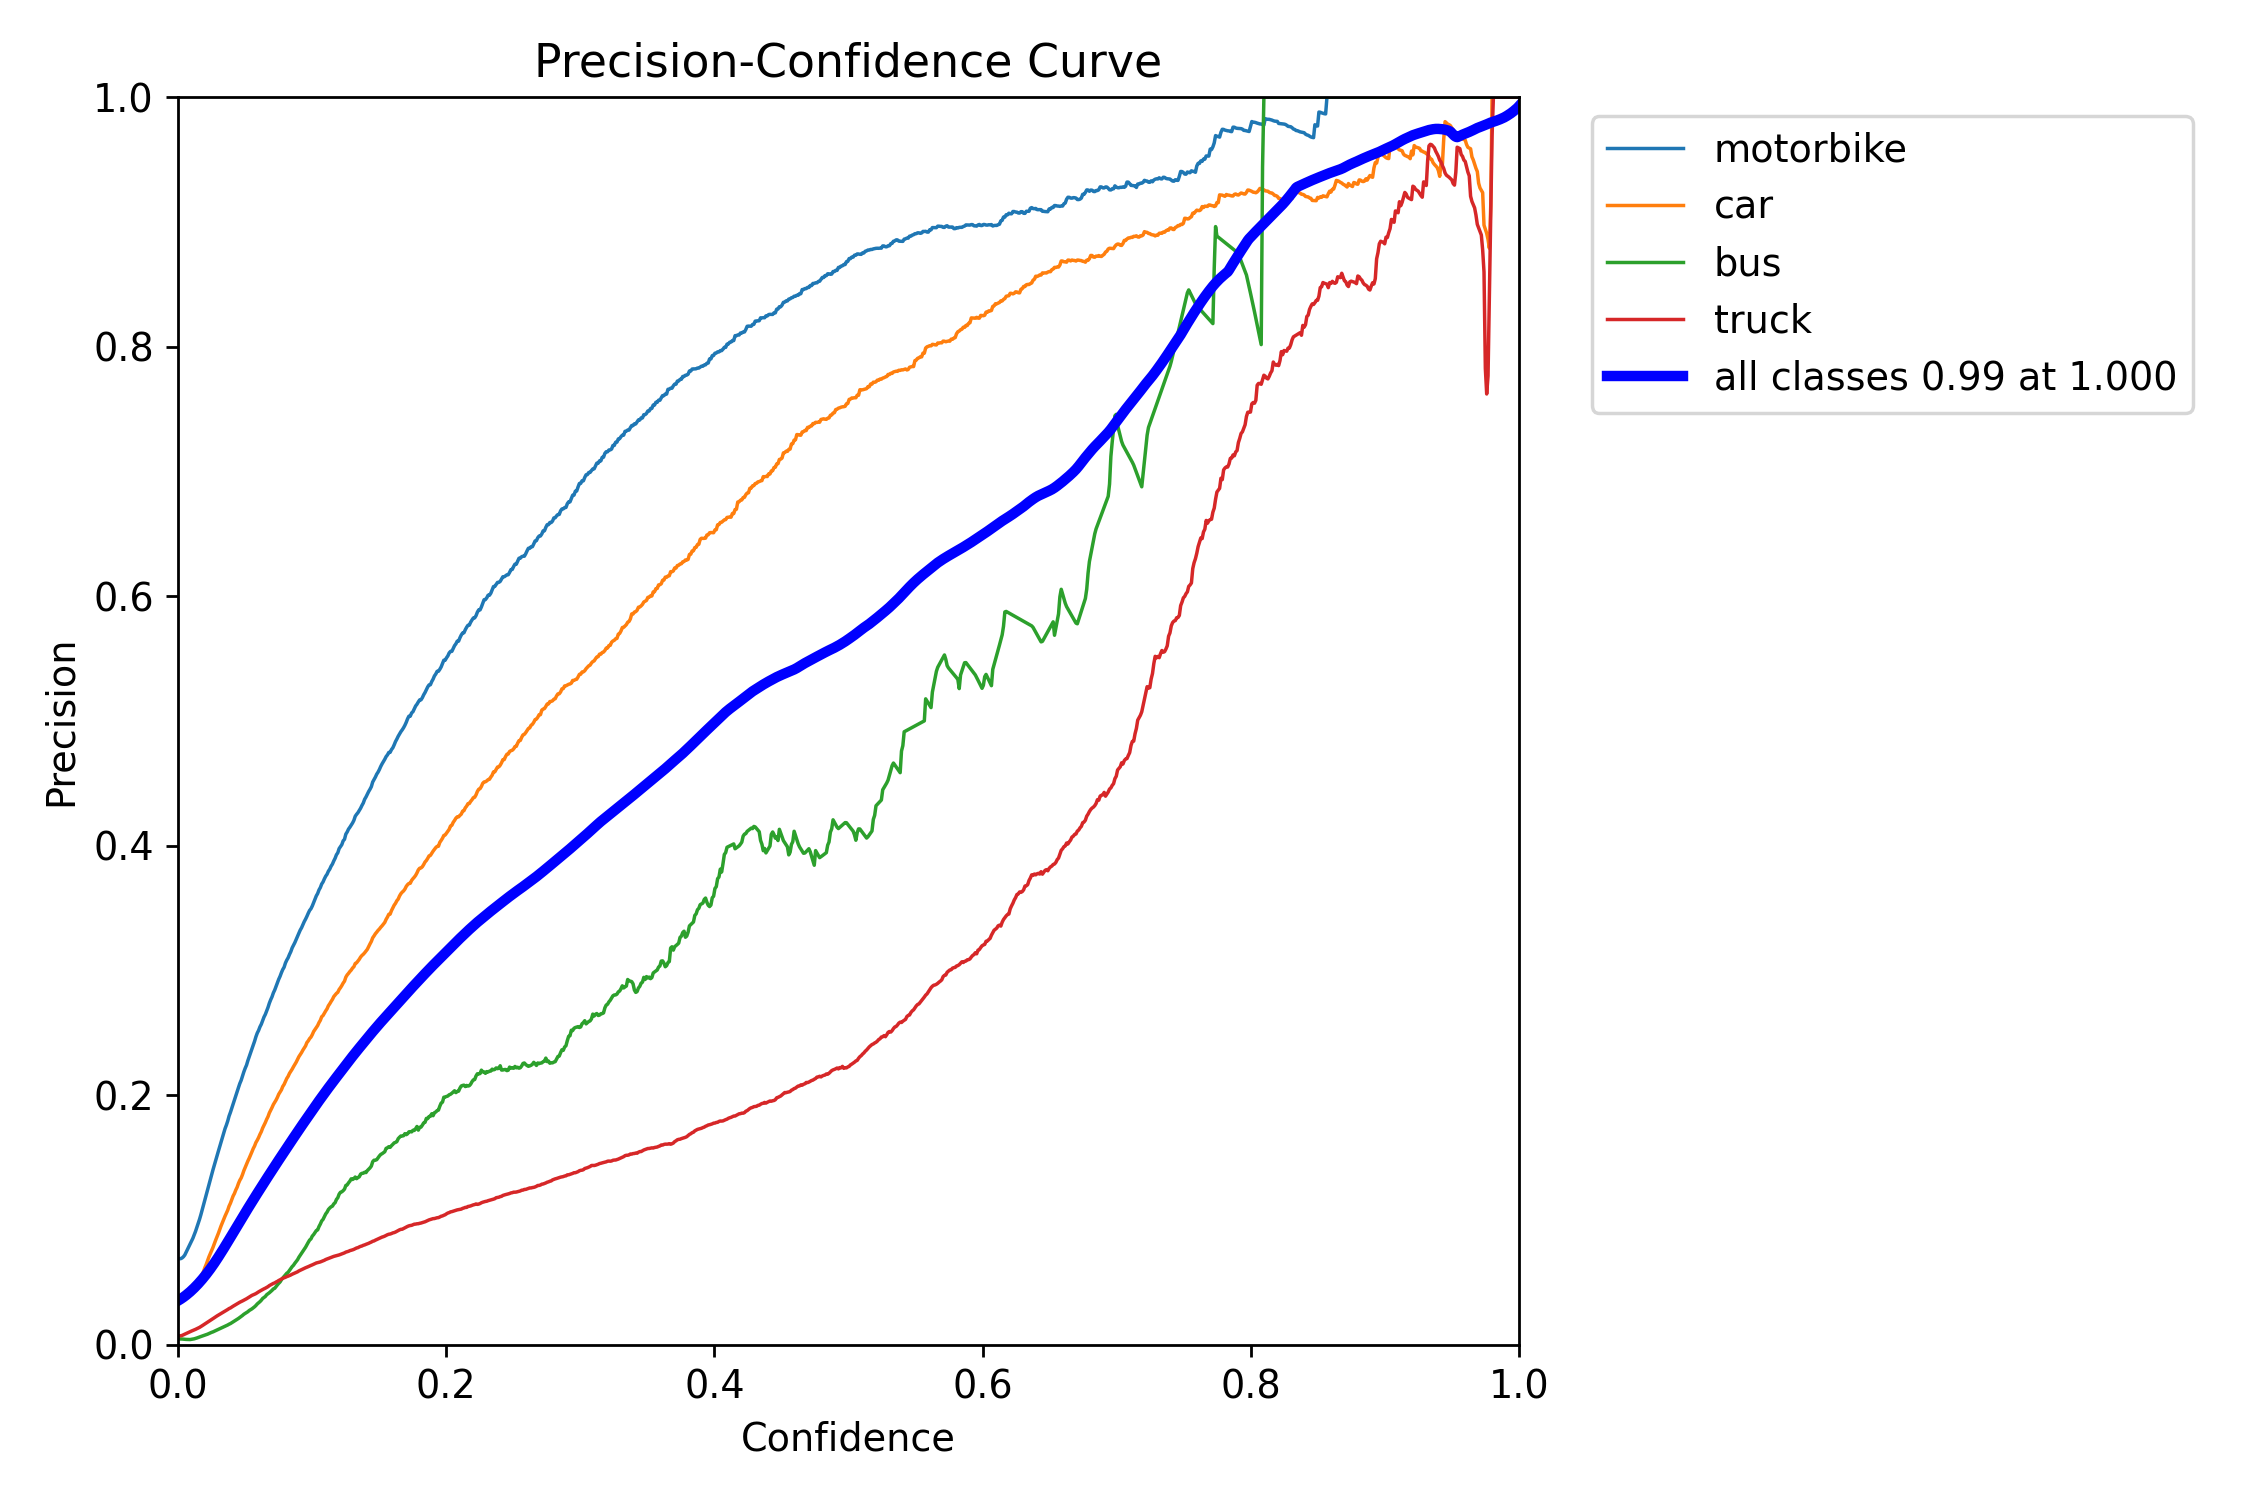 Precision-Confidence Curve
1.0
0.8
0.6
0.4
0.2
0.0
Precision
0.0 0.2 0.4 0.6 0.8 1.0
Confidence
motorbike
car
bus
truck
all classes 0.99 at 1.000